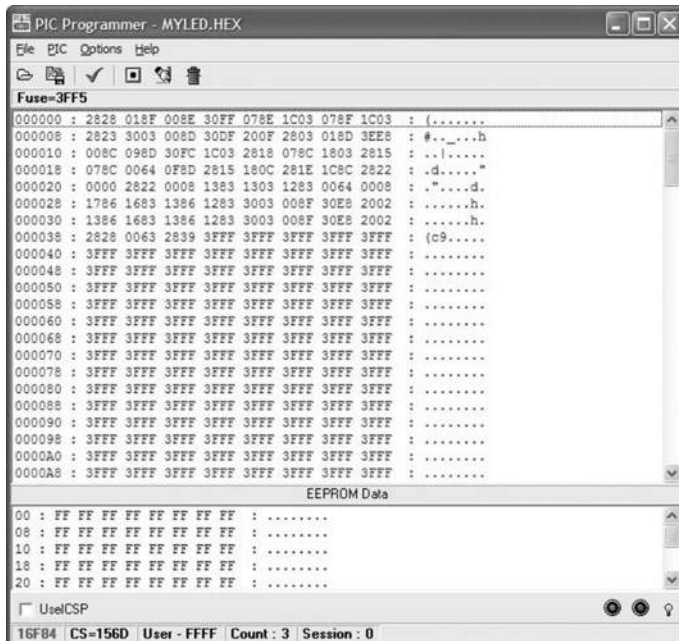 PIC Programmer - MYLED.HEX
File PIC Options Help
Fuse=3FF5
000000 : 2828 018F 008E 30FF 078E 1C03 078F 1C03 : (.......
000008 : 2823 3003 008D 30DF 200F 2803 018D 3EE8 : #.._...h
000010 : 008C 098D 30FC 1C03 2818 078C 1803 2815 : ..|.....
000018 : 078C 0064 0F8D 2815 180C 281E 1C8C 2822 : .d....."
000020 : 0000 2822 0008 1383 1303 1283 0064 0008 : ."....d.
000028 : 1786 1683 1386 1283 3003 008F 30E8 2002 : ......h.
000030 : 1386 1683 1386 1283 3003 008F 30E8 2002 : ......h.
000038 : 2828 0063 2839 3FFF 3FFF 3FFF 3FFF 3FFF : (c9.....
000040 : 3FFF 3FFF 3FFF 3FFF 3FFF 3FFF 3FFF 3FFF : ........
000048 : 3FFF 3FFF 3FFF 3FFF 3FFF 3FFF 3FFF 3FFF : ........
000050 : 3FFF 3FFF 3FFF 3FFF 3FFF 3FFF 3FFF 3FFF : ........
000058 : 3FFF 3FFF 3FFF 3FFF 3FFF 3FFF 3FFF 3FFF : ........
000060 : 3FFF 3FFF 3FFF 3FFF 3FFF 3FFF 3FFF 3FFF : ........
000068 : 3FFF 3FFF 3FFF 3FFF 3FFF 3FFF 3FFF 3FFF : ........
000070 : 3FFF 3FFF 3FFF 3FFF 3FFF 3FFF 3FFF 3FFF : ........
000078 : 3FFF 3FFF 3FFF 3FFF 3FFF 3FFF 3FFF 3FFF : ........
000080 : 3FFF 3FFF 3FFF 3FFF 3FFF 3FFF 3FFF 3FFF : ........
000088 : 3FFF 3FFF 3FFF 3FFF 3FFF 3FFF 3FFF 3FFF : ........
000090 : 3FFF 3FFF 3FFF 3FFF 3FFF 3FFF 3FFF 3FFF : ........
000098 : 3FFF 3FFF 3FFF 3FFF 3FFF 3FFF 3FFF 3FFF : ........
0000A0 : 3FFF 3FFF 3FFF 3FFF 3FFF 3FFF 3FFF 3FFF : ........
0000A8 : 3FFF 3FFF 3FFF 3FFF 3FFF 3FFF 3FFF 3FFF : ........
EEPROM Data
00 : FF FF FF FF FF FF FF FF : ........
08 : FF FF FF FF FF FF FF FF : ........
10 : FF FF FF FF FF FF FF FF : ........
18 : FF FF FF FF FF FF FF FF : ........
20 : FF FF FF FF FF FF FF FF : ........
UseICSP
16F84 CS=156D User - FFFF Count : 3 Session : 0